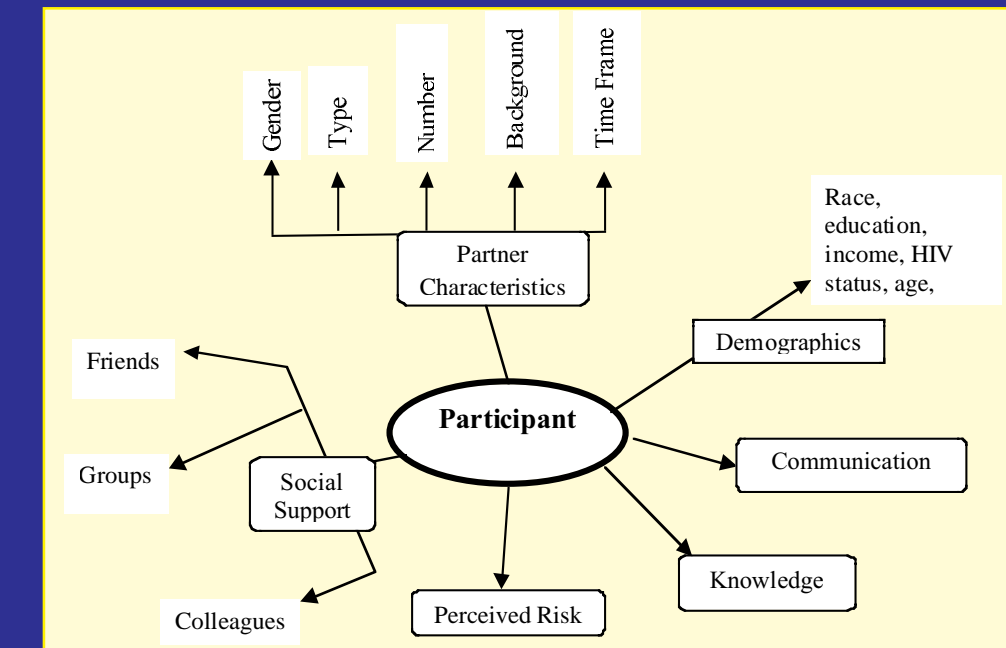 Gender
Type
Number
Background
Time Frame
Partner
Characteristics
Race,
education,
income, HIV
status, age,
Demographics
Friends
Participant
Communication
Groups
Social
Support
Knowledge
Perceived Risk
Colleagues